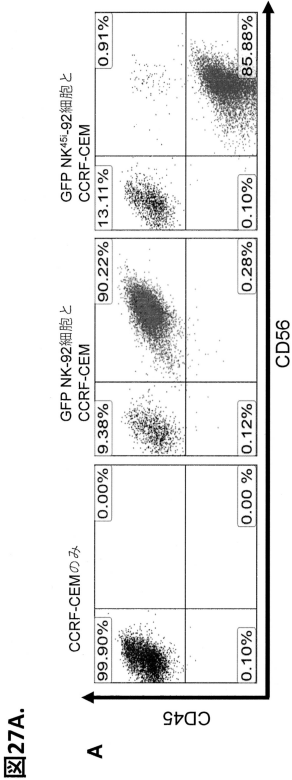 図27A.
A
CCRF-CEMのみ
GFP NK-92細胞と
CCRF-CEM
GFP NK⁴⁵ⁱ-92細胞と
CCRF-CEM
99.90%
0.00%
0.10%
0.00 %
9.38%
90.22%
0.12%
0.28%
13.11%
0.91%
0.10%
85.88%
CD45
CD56